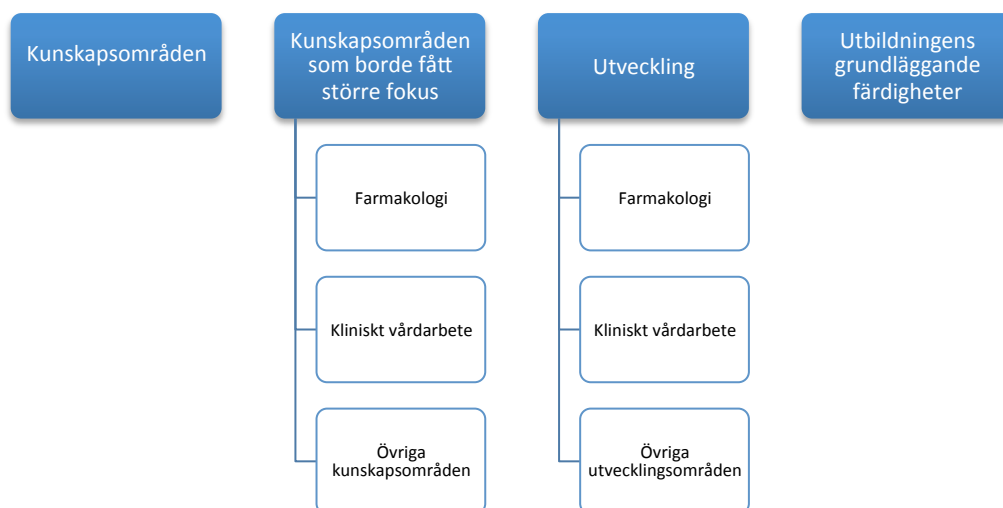 Kunskapsområden
Kunskapsområden
som borde fått
större fokus
Farmakologi
Kliniskt vårdarbete
Övriga
kunskapsområden
Utveckling
Farmakologi
Kliniskt vårdarbete
Övriga
utvecklingsområden
Utbildningens
grundläggande
färdigheter